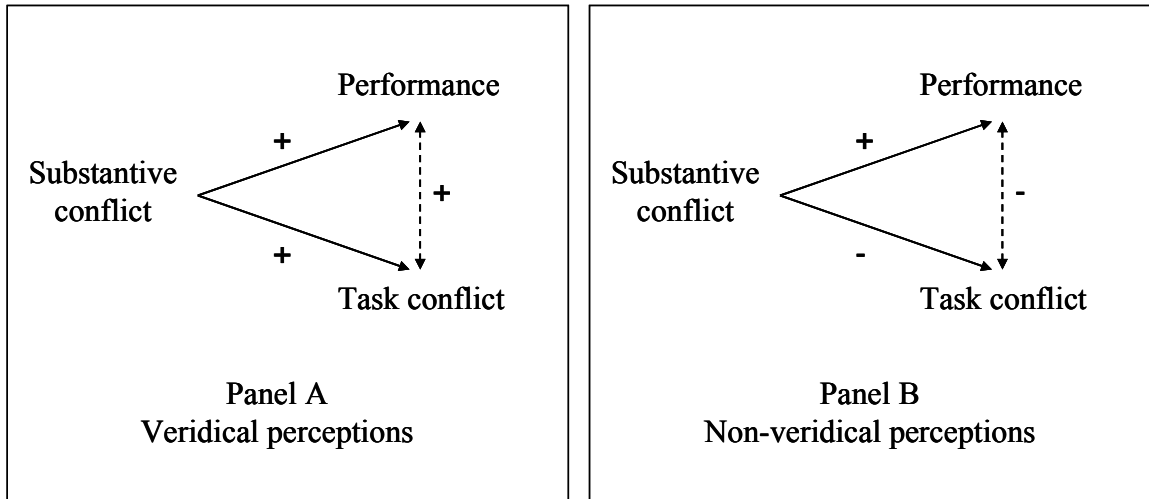 Performance
+
Substantive
conflict
+
+
Task conflict
Panel A
Veridical perceptions
Performance
+
Substantive
conflict
-
-
Task conflict
Panel B
Non-veridical perceptions